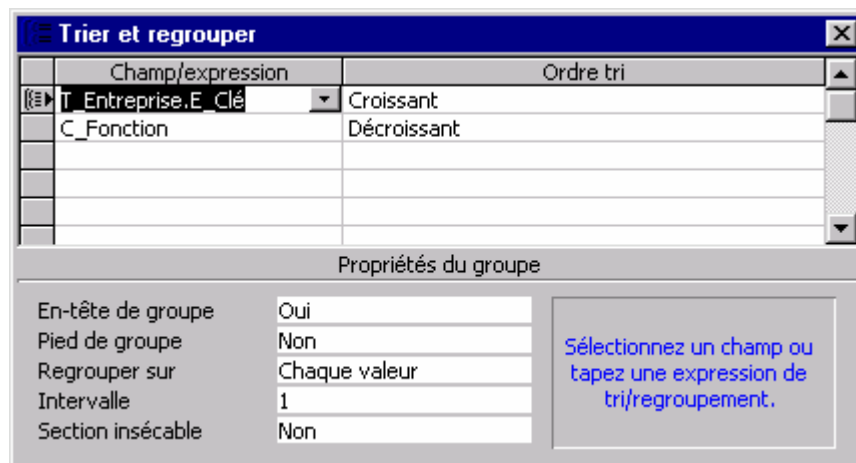 Trier et regrouper
Champ/expression Ordre tri
T_Entreprise.E_Clé Croissant
C_Fonction Décroissant
Propriétés du groupe
En-tête de groupe Oui
Pied de groupe Non
Regrouper sur Chaque valeur
Intervalle 1
Section insécable Non
Sélectionnez un champ ou
tapez une expression de
tri/regroupement.